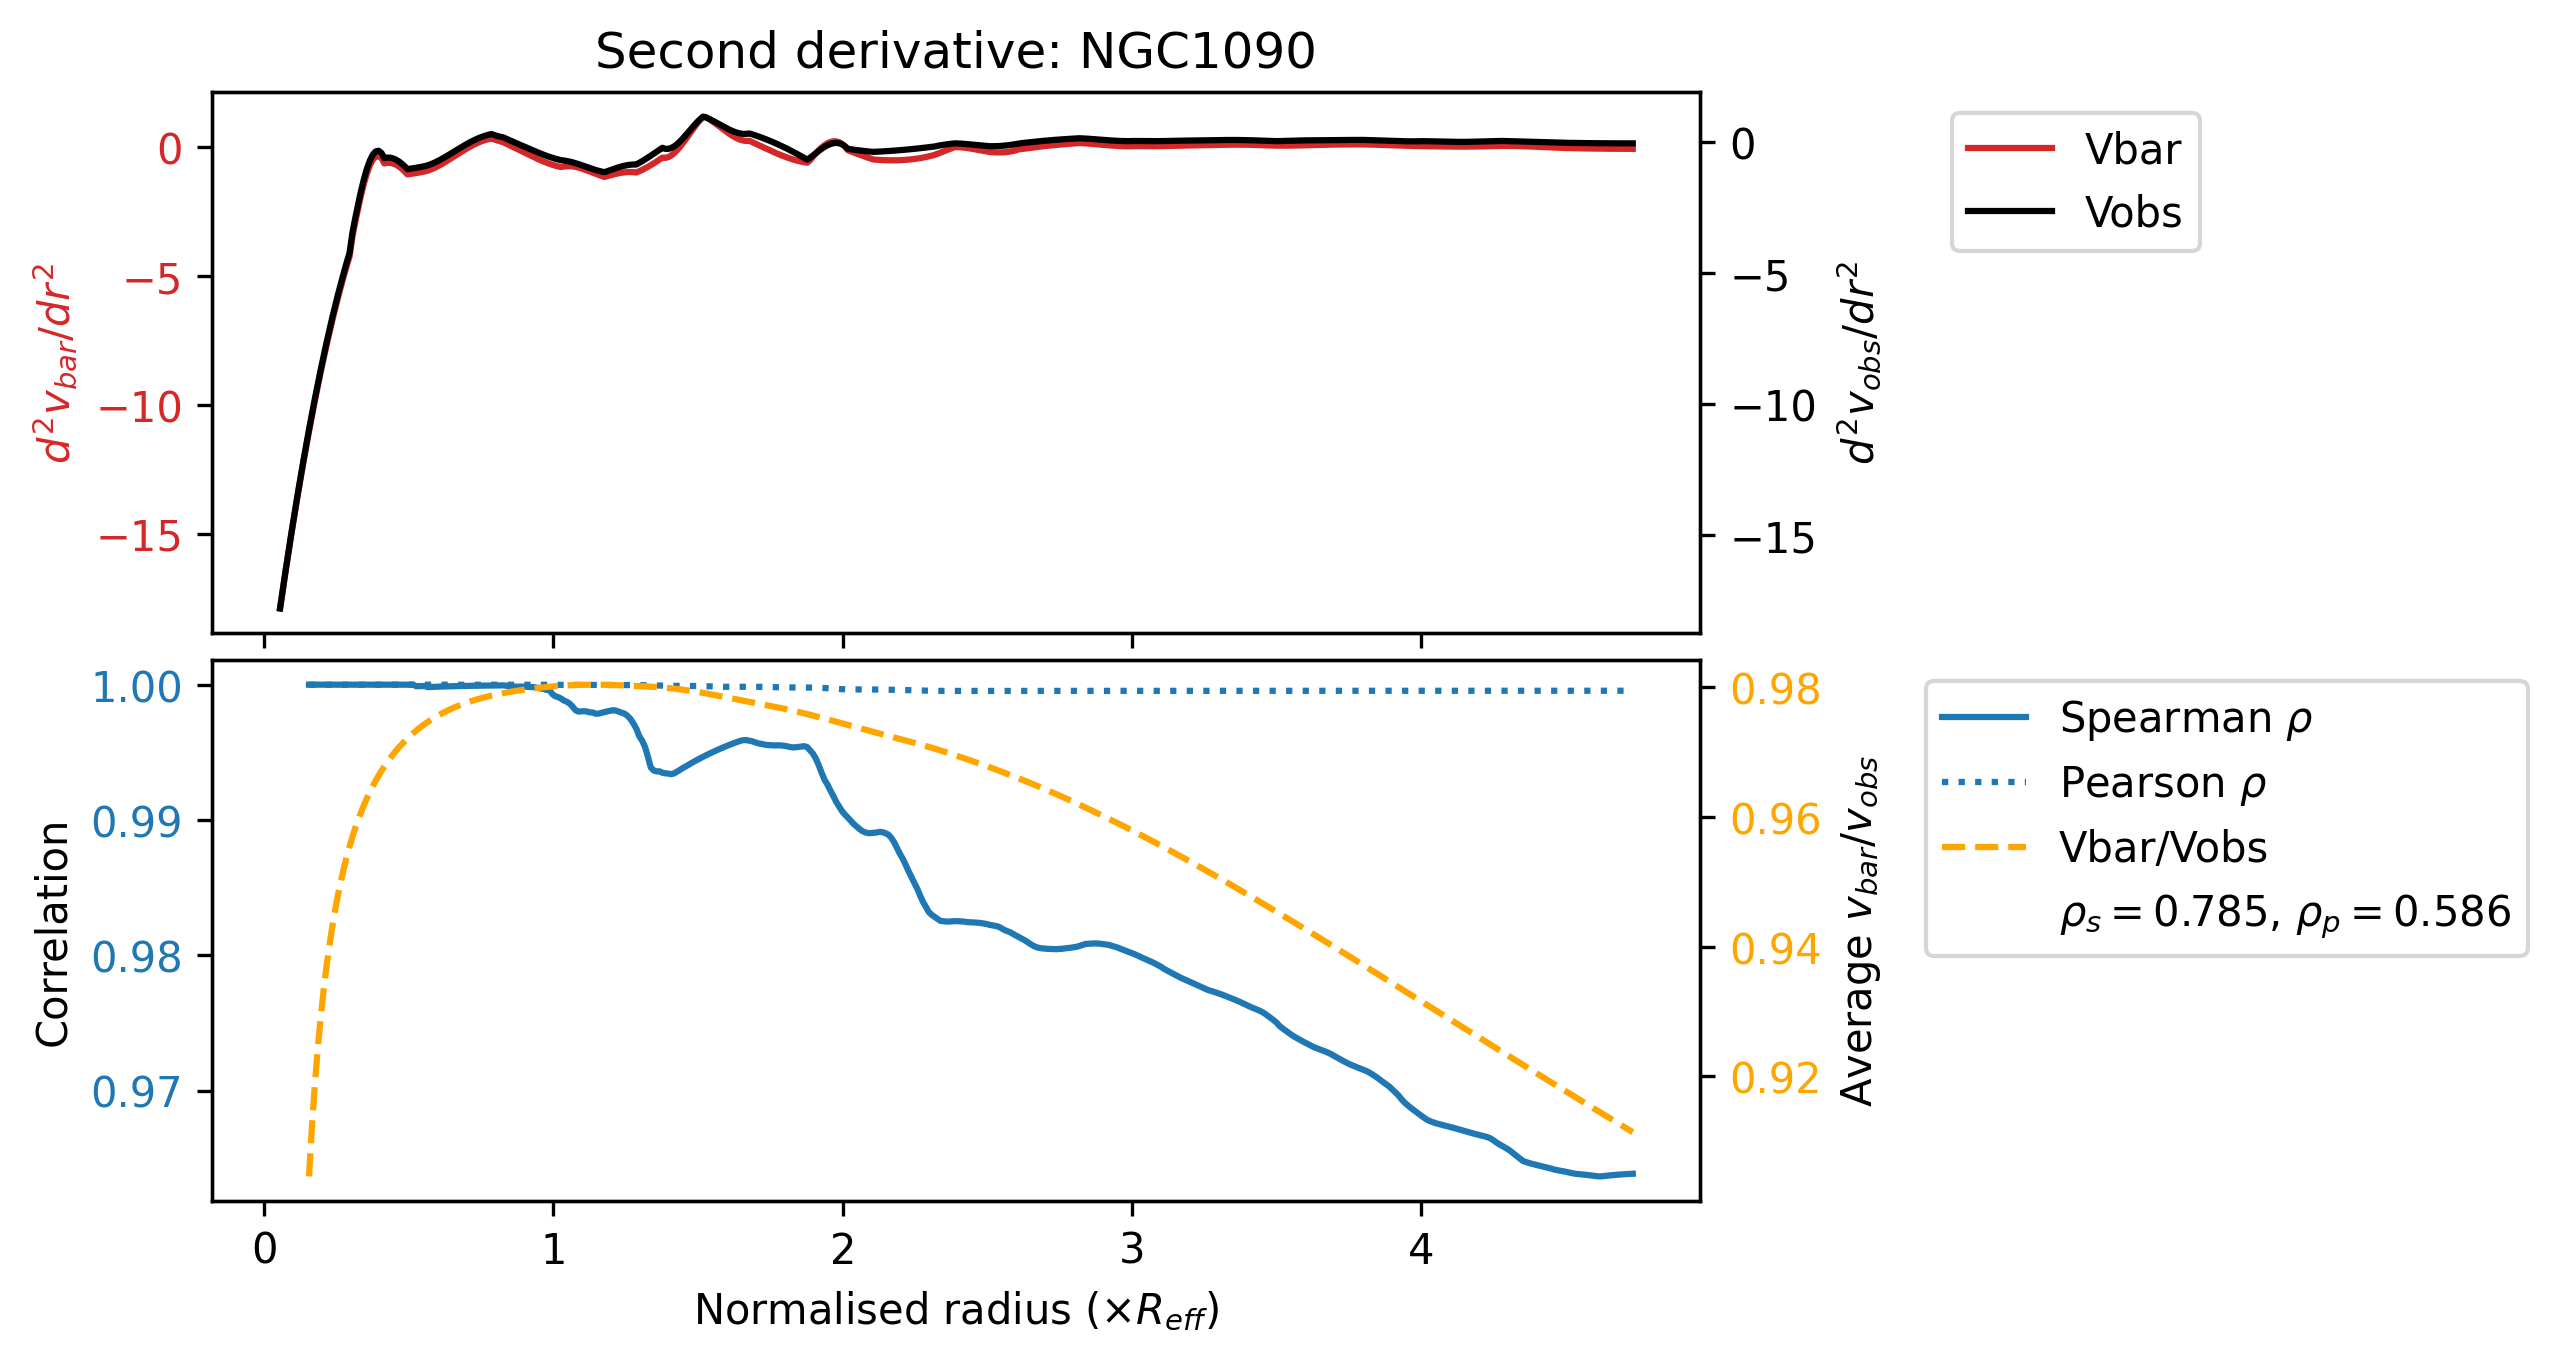 Second derivative: NGC1090
0
−5
−10
−15
d²v_bar/dr²
0
−5
−10
−15
d²v_obs/dr²
Vbar
Vobs
1.00
0.99
0.98
0.97
Correlation
0.98
0.96
0.94
0.92
Average v_bar/v_obs
Spearman ρ
Pearson ρ
Vbar/Vobs
ρ_s = 0.785, ρ_p = 0.586
0 1 2 3 4
Normalised radius (×R_eff)